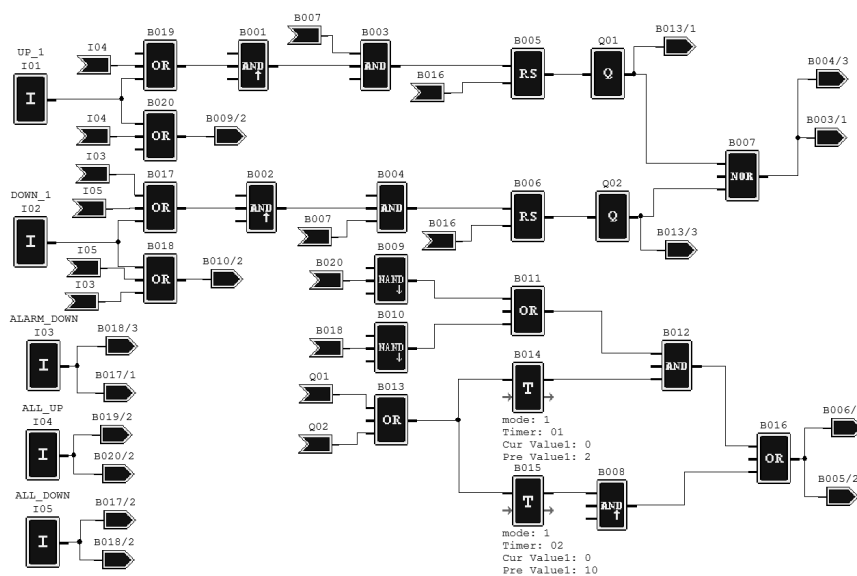 B007
B019
B001
B003
B005
Q01
B013/1
UP_1
I01
I04
OR
AND
AND
RS
Q
B004/3
I
B016
B020
I04
OR
B009/2
B003/1
B007
I03
B017
B002
B004
B006
Q02
NOR
DOWN_1
I02
I05
OR
AND
AND
RS
Q
I
B018
B007
B016
B009
B013/3
I05
OR
B010/2
B020
NAND
B011
I03
B010
OR
ALARM_DOWN
I03
B018/3
B018
NAND
B012
I
B014
AND
B017/1
Q01
B013
T
ALL_UP
I04
OR
B019/2
Q02
mode: 1
Timer: 01
Cur Value1: 0
Pre Value1: 2
B016
I
B020/2
OR
B015
B008
ALL_DOWN
I05
B017/2
T
AND
B005/2
I
B018/2
mode: 1
Timer: 02
Cur Value1: 0
Pre Value1: 10